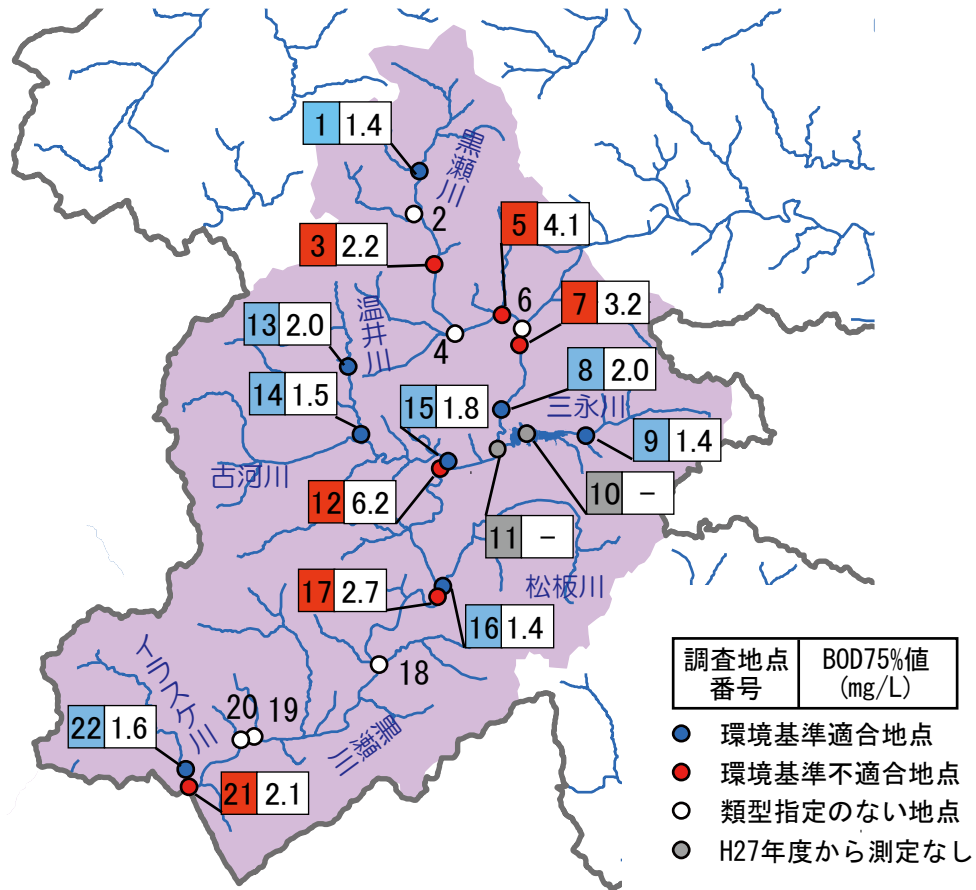 1 1.4
黒瀬川
2
5 4.1
3 2.2
6
7 3.2
温井川
13 2.0
4
8 2.0
14 1.5
15 1.8
三永川
9 1.4
古河川
12 6.2
10 −
11 −
17 2.7
松板川
16 1.4
イラスケ川
18
20 19
22 1.6
黒瀬川
21 2.1
調査地点番号 BOD75%値
(mg/L)
環境基準適合地点
環境基準不適合地点
類型指定のない地点
H27年度から測定なし